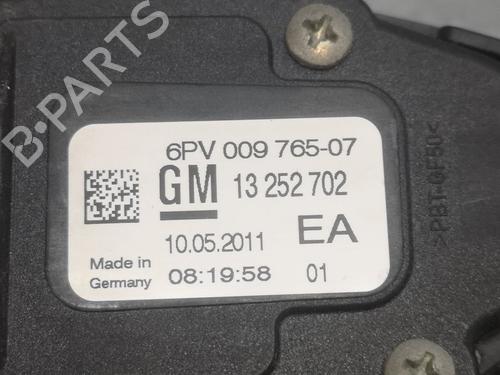 B-PARTS
6PV 009 765-07
GM 13 252 702
10.05.2011 EA
Made in Germany 08:19:58 01
>PBT-GF50<